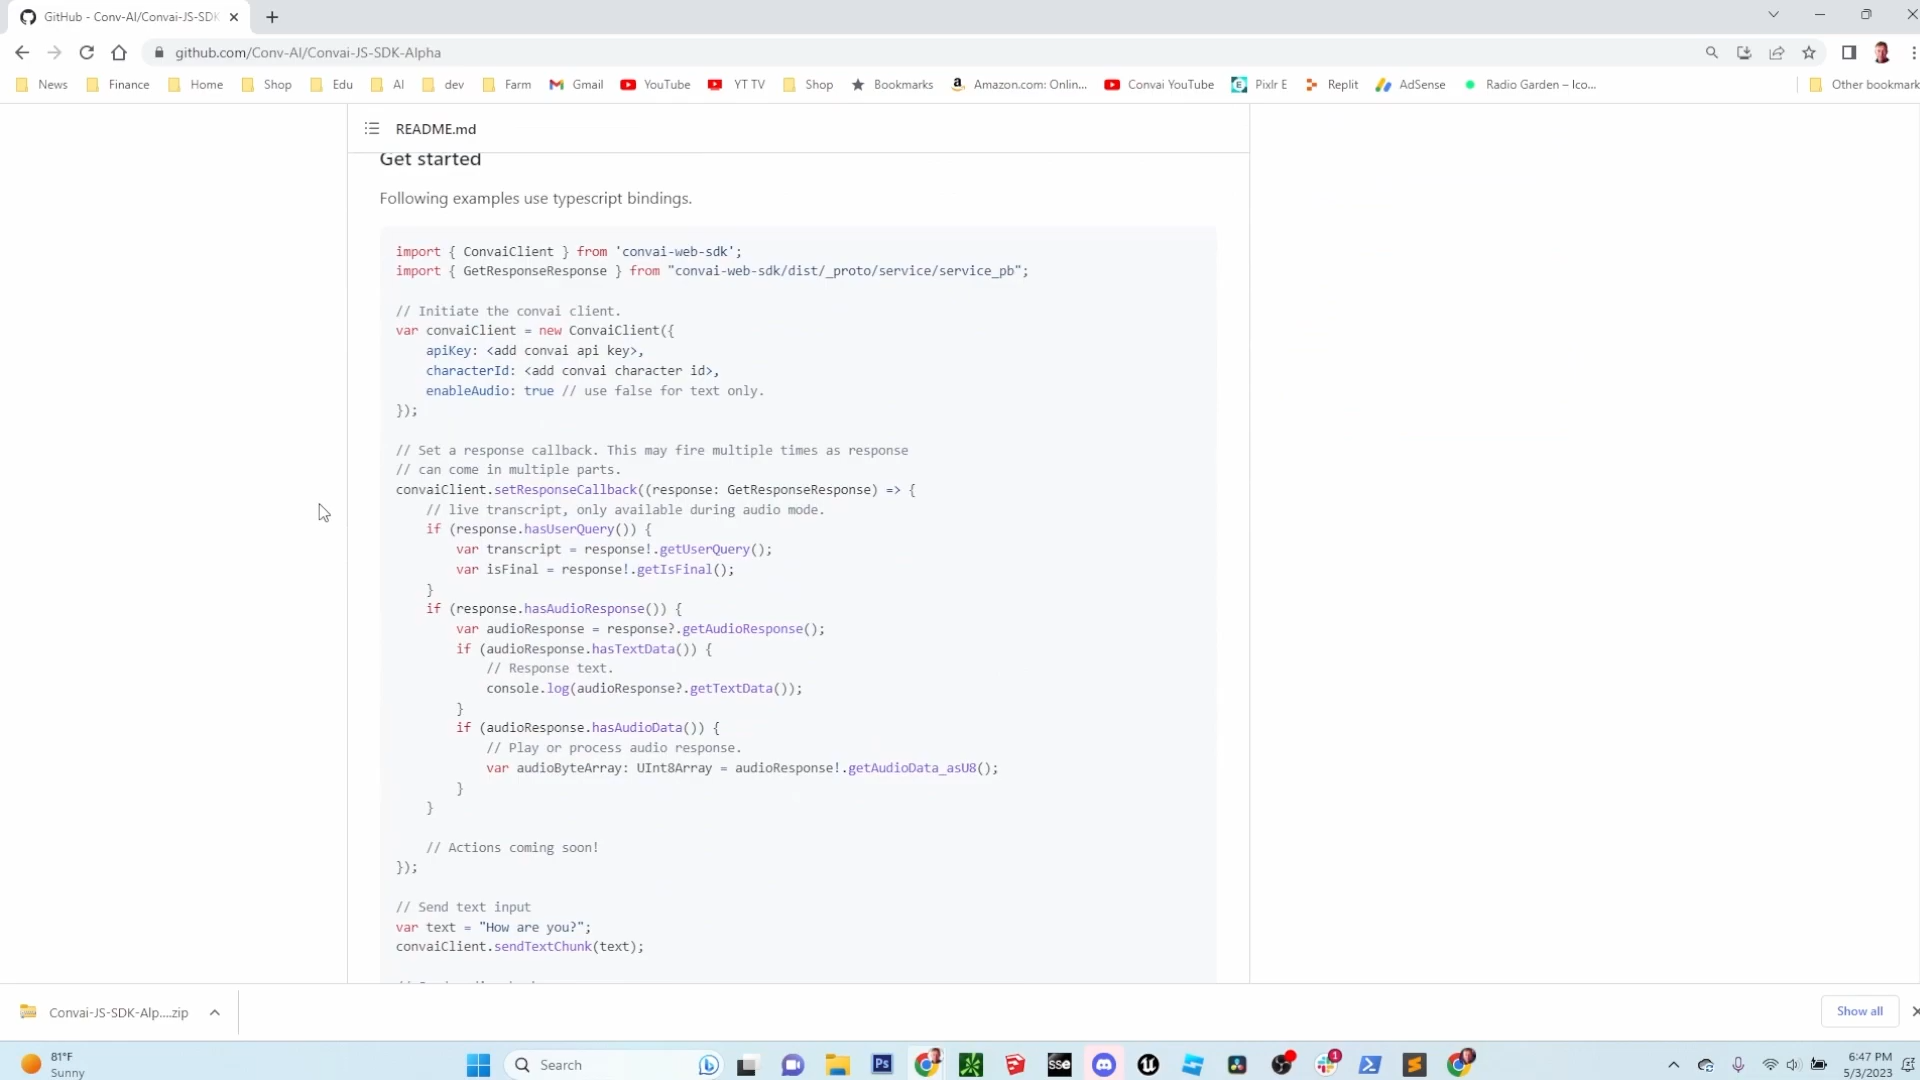 GitHub - Conv-AI/Convai-JS-SDK
github.com/Conv-AI/Convai-JS-SDK-Alpha
News Finance Home Shop Edu AI dev Farm Gmail YouTube YT TV Shop Bookmarks Amazon.com: Onlin... Convai YouTube Pixlr E Replit AdSense Radio Garden – Ico... Other bookmark
README.md
Get started
Following examples use typescript bindings.
import { ConvaiClient } from 'convai-web-sdk';
import { GetResponseResponse } from "convai-web-sdk/dist/_proto/service/service_pb";
// Initiate the convai client.
var convaiClient = new ConvaiClient({
apiKey: <add convai api key>,
characterId: <add convai character id>,
enableAudio: true // use false for text only.
});
// Set a response callback. This may fire multiple times as response
// can come in multiple parts.
convaiClient.setResponseCallback((response: GetResponseResponse) => {
// live transcript, only available during audio mode.
if (response.hasUserQuery()) {
var transcript = response!.getUserQuery();
var isFinal = response!.getIsFinal();
}
if (response.hasAudioResponse()) {
var audioResponse = response?.getAudioResponse();
if (audioResponse.hasTextData()) {
// Response text.
console.log(audioResponse?.getTextData());
}
if (audioResponse.hasAudioData()) {
// Play or process audio response.
var audioByteArray: UInt8Array = audioResponse!.getAudioData_asU8();
}
}
// Actions coming soon!
});
// Send text input
var text = "How are you?";
convaiClient.sendTextChunk(text);
Convai-JS-SDK-Alp....zip
Show all
81°F
Sunny
Search
Ps
sse
1
6:47 PM
5/3/2023